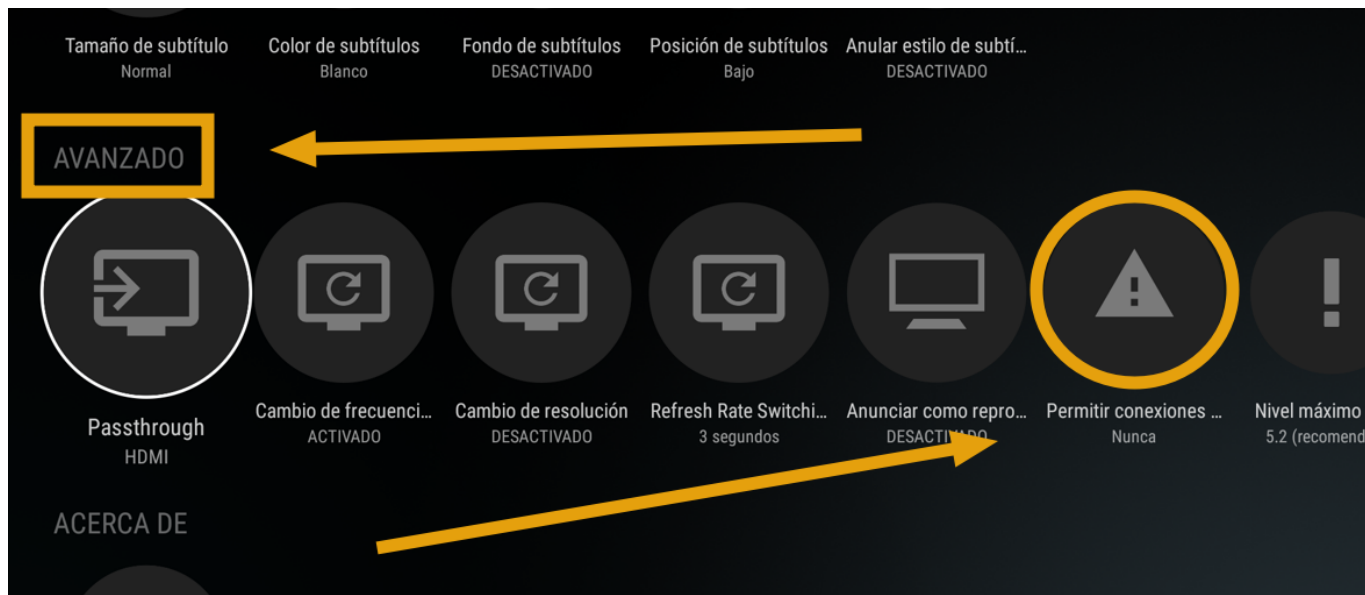 Tamaño de subtítulo
Normal
Color de subtítulos
Blanco
Fondo de subtítulos
DESACTIVADO
Posición de subtítulos
Bajo
Anular estilo de subtí...
DESACTIVADO
AVANZADO
Passthrough
HDMI
Cambio de frecuenci...
ACTIVADO
Cambio de resolución
DESACTIVADO
Refresh Rate Switchi...
3 segundos
Anunciar como repro...
DESACTIVADO
Permitir conexiones ...
Nunca
Nivel máximo
5.2 (recomend
ACERCA DE